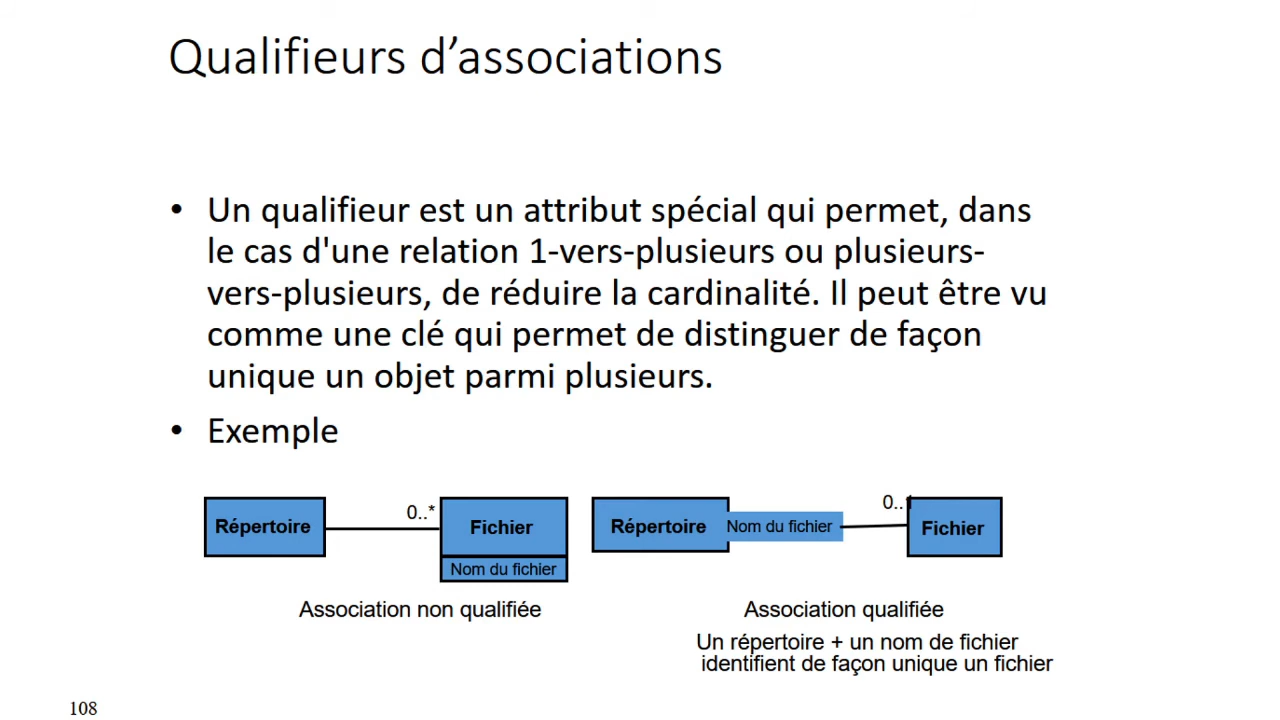 Qualifieurs d’associations
• Un qualifieur est un attribut spécial qui permet, dans
le cas d'une relation 1-vers-plusieurs ou plusieurs-
vers-plusieurs, de réduire la cardinalité. Il peut être vu
comme une clé qui permet de distinguer de façon
unique un objet parmi plusieurs.
• Exemple
Répertoire
0..*
Fichier
Nom du fichier
Association non qualifiée
Répertoire
Nom du fichier
0..1
Fichier
Association qualifiée
Un répertoire + un nom de fichier
identifient de façon unique un fichier
108